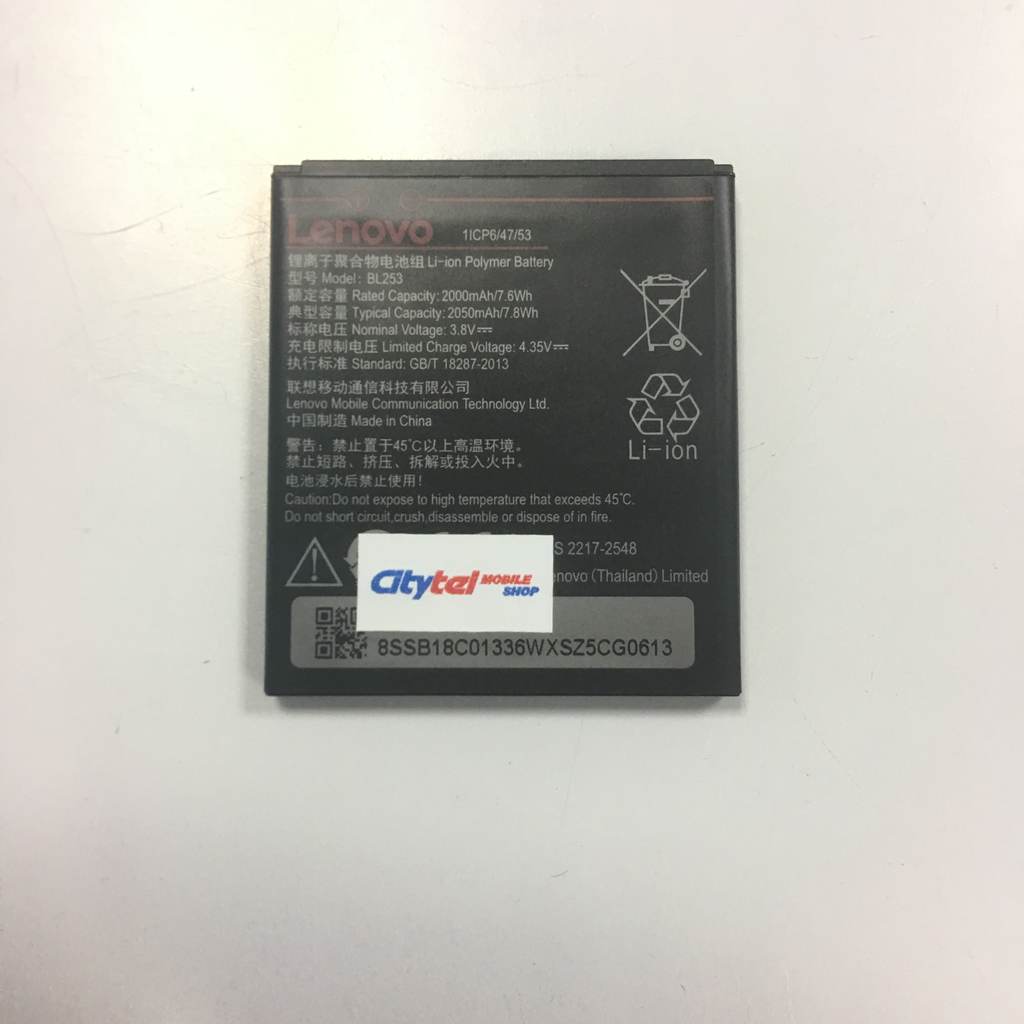 Lenovo 1ICP6/47/53
锂离子聚合物电池组 Li-ion Polymer Battery
型号 Model: BL253
额定容量 Rated Capacity: 2000mAh/7.6Wh
典型容量 Typical Capacity: 2050mAh/7.8Wh
标称电压 Nominal Voltage: 3.8V
充电限制电压 Limited Charge Voltage: 4.35V
执行标准 Standard: GB/T 18287-2013
联想移动通信科技有限公司
Lenovo Mobile Communication Technology Ltd.
中国制造 Made in China
Li-ion
警告: 禁止置于45℃以上高温环境。
禁止短路、挤压、拆解或投入火中。
电池浸水后禁止使用!
Caution:Do not expose to high temperature that exceeds 45℃.
Do not short circuit,crush,disassemble or dispose of in fire.
S 2217-2548
enovo (Thailand) Limited
Citytel MOBILE SHOP
8SSB18C01336WXSZ5CG0613